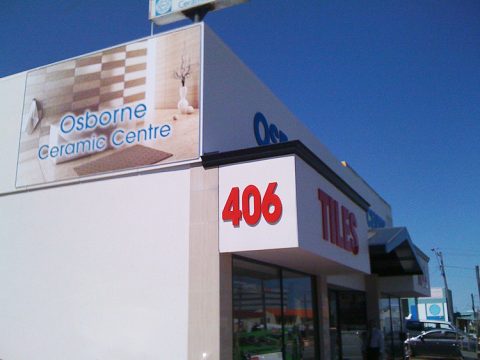 Osborne
Ceramic Centre
406
TILES